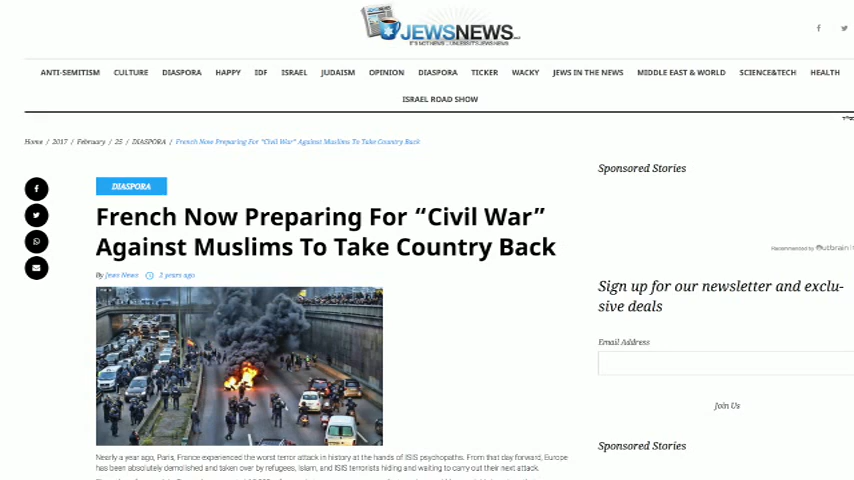 JEWSNEWS
ANTI-SEMITISM CULTURE DIASPORA HAPPY IDF ISRAEL JUDAISM OPINION DIASPORA TICKER WACKY JEWS IN THE NEWS MIDDLE EAST & WORLD SCIENCE&TECH HEALTH
ISRAEL ROAD SHOW
Home / 2017 / February / 25 / DIASPORA / French Now Preparing For “Civil War” Against Muslims To Take Country Back
Sponsored Stories
DIASPORA
French Now Preparing For “Civil War”
Against Muslims To Take Country Back
By Jews News 2 years ago
Recommended by Outbrain
Sign up for our newsletter and exclu-
sive deals
Email Address
Join Us
Sponsored Stories
Nearly a year ago, Paris, France experienced the worst terror attack in history at the hands of ISIS psychopaths. From that day forward, Europe
has been absolutely demolished and taken over by refugees, Islam, and ISIS terrorists hiding and waiting to carry out their next attack.